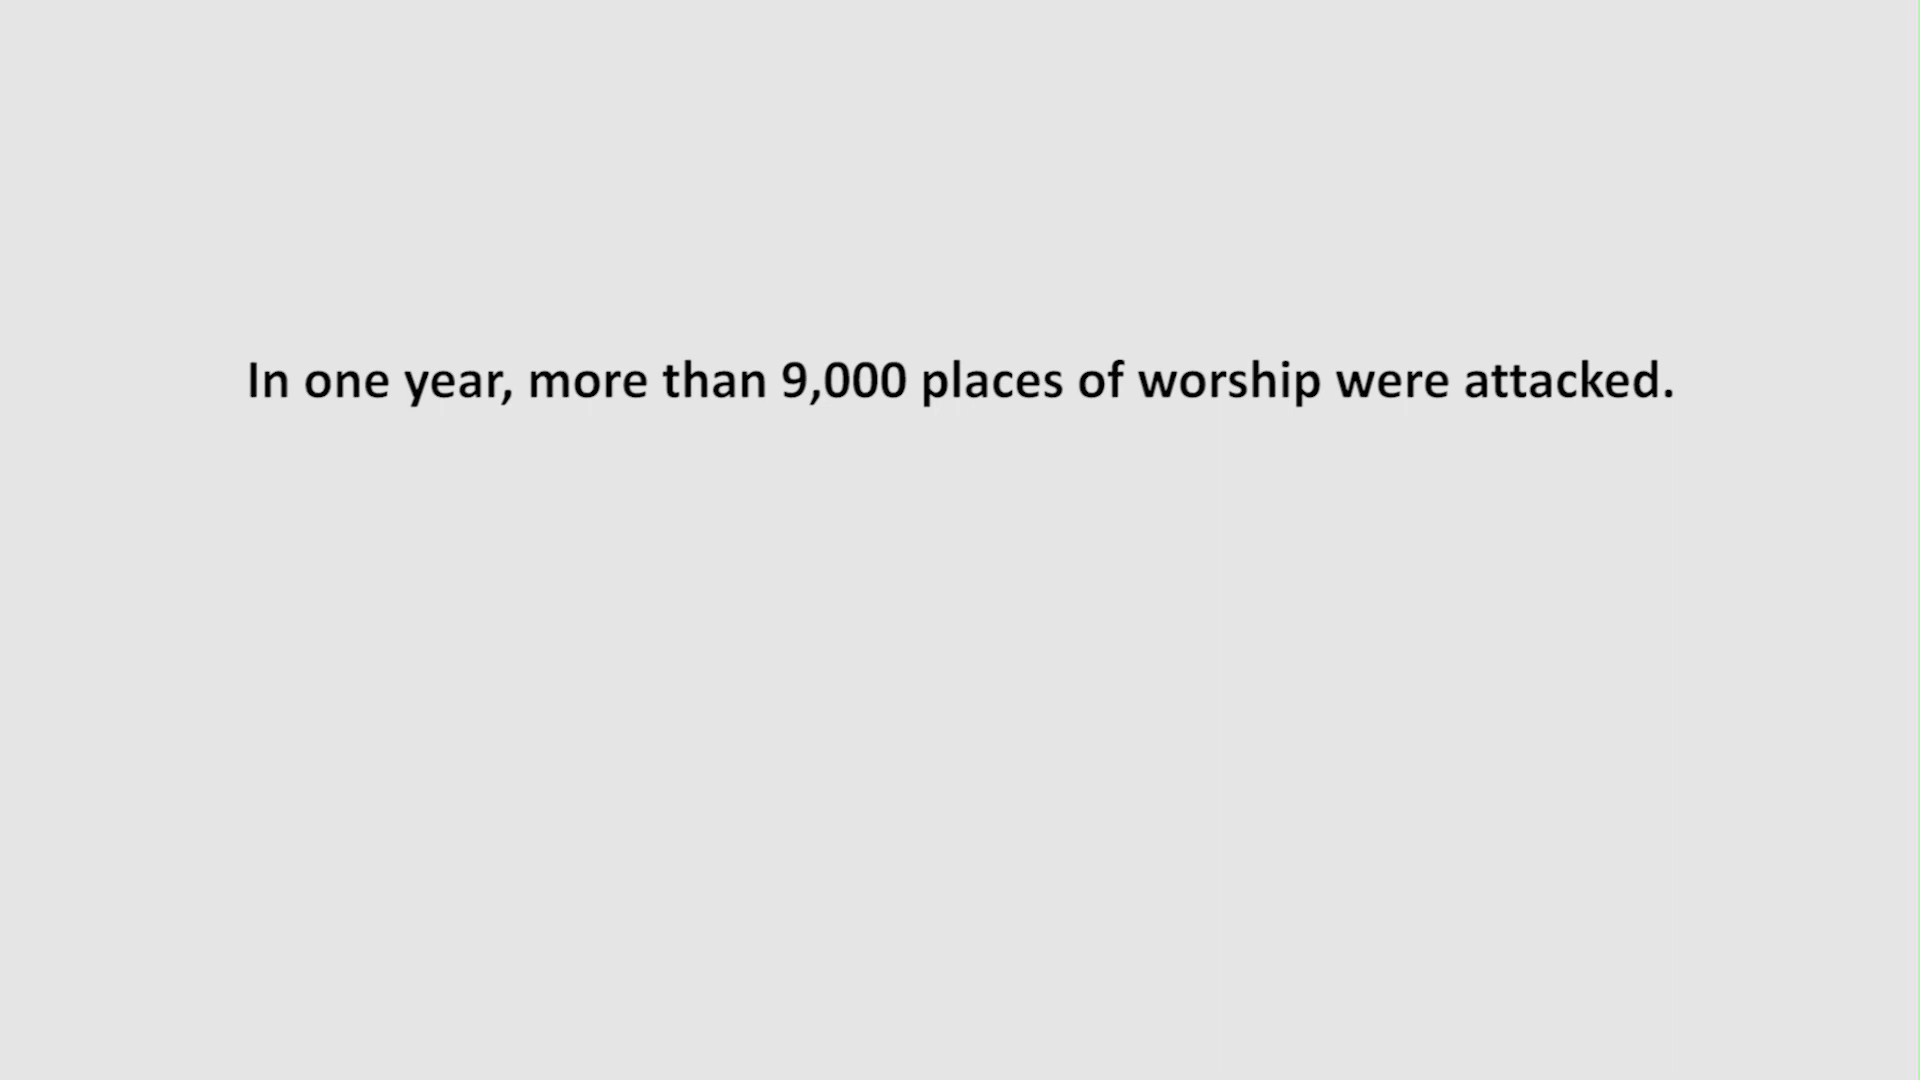 In one year, more than 9,000 places of worship were attacked.